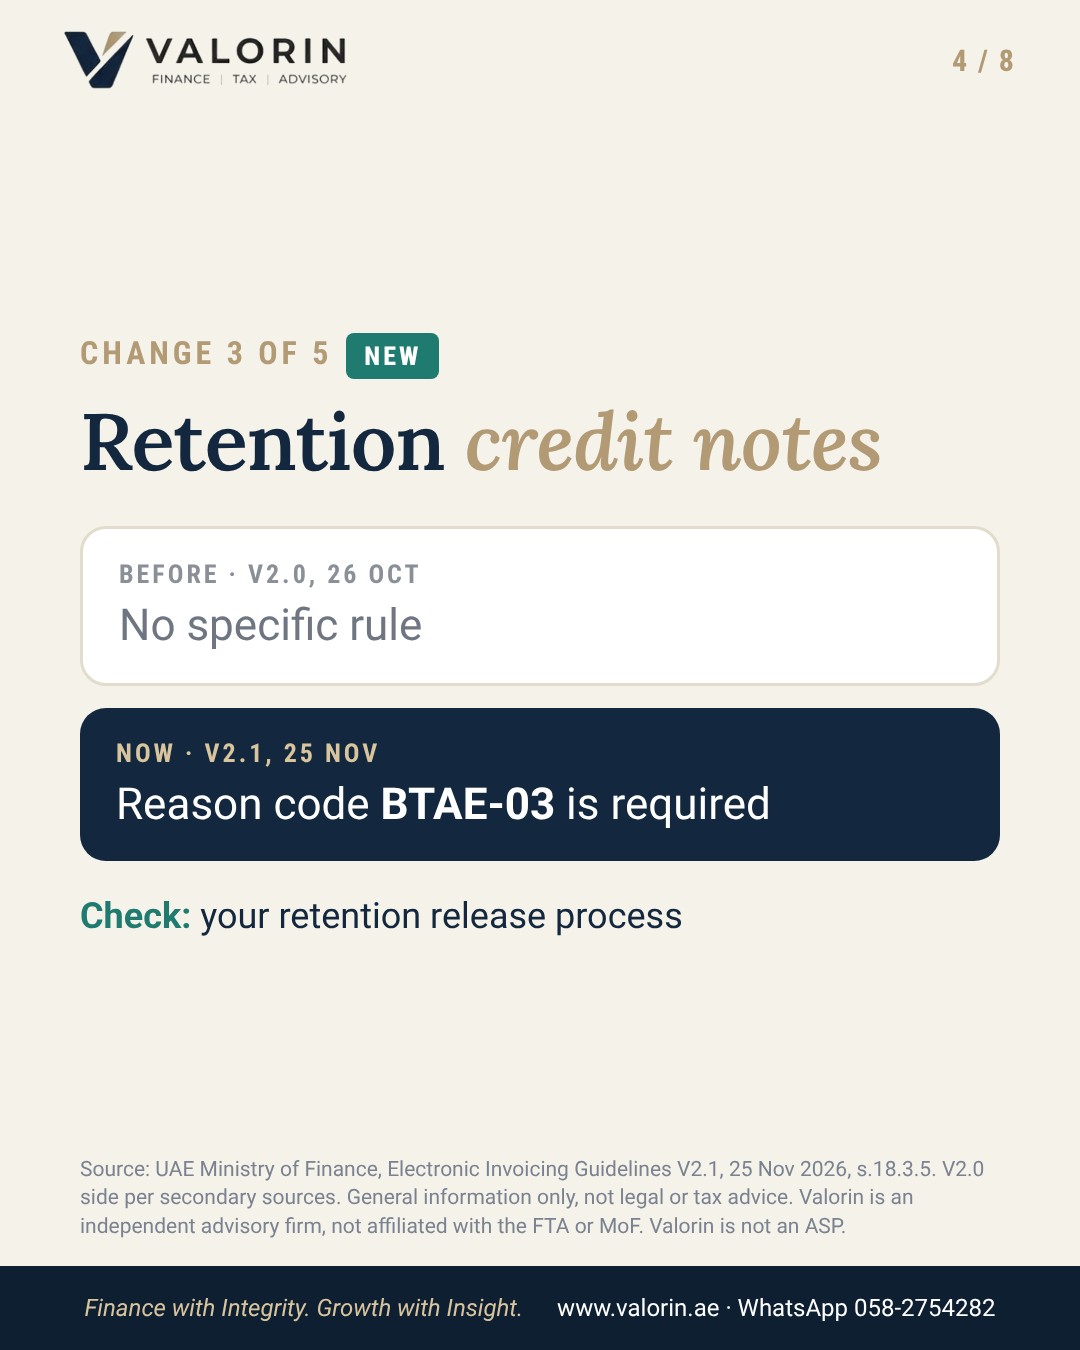 VALORIN
FINANCE | TAX | ADVISORY
4 / 8
CHANGE 3 OF 5 NEW
Retention credit notes
BEFORE · V2.0, 26 OCT
No specific rule
NOW · V2.1, 25 NOV
Reason code BTAE-03 is required
Check: your retention release process
Source: UAE Ministry of Finance, Electronic Invoicing Guidelines V2.1, 25 Nov 2026, s.18.3.5. V2.0
side per secondary sources. General information only, not legal or tax advice. Valorin is an
independent advisory firm, not affiliated with the FTA or MoF. Valorin is not an ASP.
Finance with Integrity. Growth with Insight. www.valorin.ae · WhatsApp 058-2754282